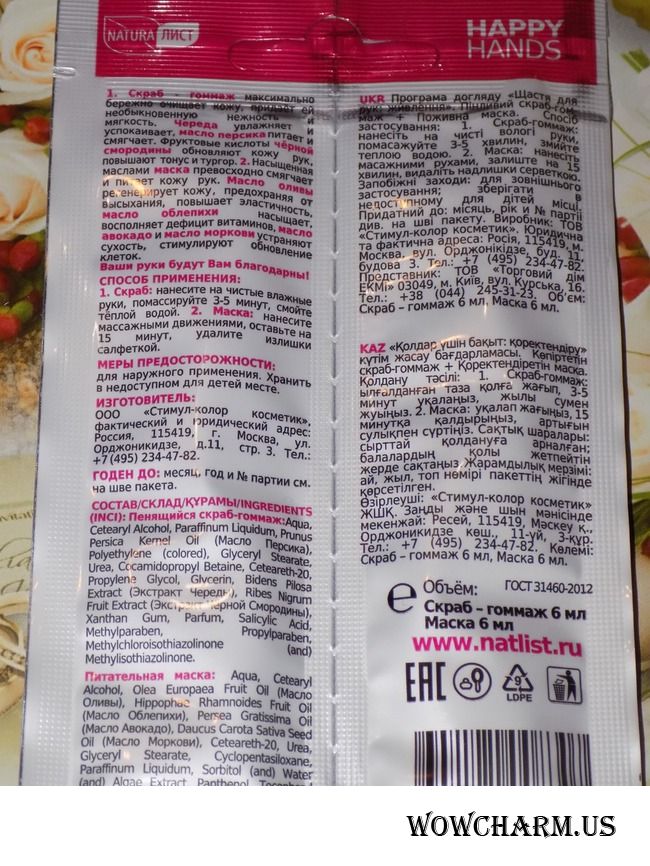 NATURA ЛИСТ
HAPPY
HANDS
1. Скраб - гоммаж максимально
бережно очищает кожу, придаёт ей
необыкновенную нежность и
мягкость. Череда увлажняет и
успокаивает, масло персика питает и
смягчает. Фруктовые кислоты чёрной
смородины обновляют кожу рук,
повышают тонус и тургор. 2. Насыщенная
маслами маска превосходно смягчает
и питает кожу рук. Масло оливы
регенерирует кожу, предохраняя от
высыхания, повышает эластичность,
масло облепихи насыщает,
восполняет дефицит витаминов, масло
авокадо и масло моркови устраняют
сухость, стимулируют обновление
клеток.
Ваши руки будут Вам благодарны!
СПОСОБ ПРИМЕНЕНИЯ:
1. Скраб: нанесите на чистые влажные
руки, помассируйте 3-5 минут, смойте
тёплой водой. 2. Маска: нанесите
массажными движениями, оставьте на
15 минут, удалите излишки
салфеткой.
МЕРЫ ПРЕДОСТОРОЖНОСТИ:
для наружного применения. Хранить
в недоступном для детей месте.
ИЗГОТОВИТЕЛЬ:
ООО «Стимул-колор косметик»,
фактический и юридический адрес:
Россия, 115419, г. Москва, ул.
Орджоникидзе, д.11, стр. 3. Тел.:
+7 (495) 234-47-82.
ГОДЕН ДО: месяц, год и № партии см.
на шве пакета.
СОСТАВ/СКЛАД/ҚҰРАМЫ/INGREDIENTS
(INCI): Пенящийся скраб-гоммаж:Aqua,
Cetearyl Alcohol, Paraffinum Liquidum, Prunus
Persica Kernel Oil (Масло Персика),
Polyethylene (colored), Glyceryl Stearate,
Urea, Cocamidopropyl Betaine, Ceteareth-20,
Propylene Glycol, Glycerin, Bidens Pilosa
Extract (Экстракт Череды), Ribes Nigrum
Fruit Extract (Экстракт Черной Смородины),
Xanthan Gum, Parfum, Salicylic Acid,
Methylparaben, Propylparaben,
Methylchloroisothiazolinone (and)
Methylisothiazolinone.
Питательная маска: Aqua, Cetearyl
Alcohol, Olea Europaea Fruit Oil (Масло
Оливы), Hippophae Rhamnoides Fruit Oil
(Масло Облепихи), Persea Gratissima Oil
(Масло Авокадо), Daucus Carota Sativa Seed
Oil (Масло Моркови), Ceteareth-20, Urea,
Glyceryl Stearate, Cyclopentasiloxane,
Paraffinum Liquidum, Sorbitol (and) Water
(and) Algae Extract, Panthenol,
UKR Програма догляду «Щастя для
рук: живлення». Пінливий скраб-гом-
маж + Поживна маска. Спосіб
застосування: 1. Скраб-гоммаж:
нанесіть на чисті вологі руки,
помасажуйте 3-5 хвилин, змийте
теплою водою. 2. Маска: нанесіть
масажними рухами, залиште на 15
хвилин, видаліть надлишки серветкою.
Запобіжні заходи: для зовнішнього
застосування; зберігати в
недоступному для дітей місці.
Придатний до: місяць, рік и № партії
див. на шві пакету. Виробник: ТОВ
«Стимул-колор косметик». Юридична
та фактична адреса: Росія, 115419, м.
Москва, вул. Орджонікідзе, буд. 11,
будова 3. Тел.: +7 (495) 234-47-82.
Представник: ТОВ «Торговий дім
ЕКМІ» 03049, м. Київ, вул. Курська, 16.
Тел.: +38 (044) 245-31-23. Об'єм:
Скраб – гоммаж 6 мл. Маска 6 мл.
KAZ «Қолдар үшін бақыт: қоректендіру»
күтім жасау бағдарламасы. Көпіртетін
скраб-гоммаж + Қоректендіретін маска.
Қолдану тәсілі: 1. Скраб-гоммаж:
ылғалданған таза қолға жағып, 3-5
минут уқалаңыз, жылы сумен
жуыңыз. 2. Маска: уқалап жағыңыз, 15
минутқа қалдырыңыз, артығын
сулықпен сүртіңіз. Сақтық шаралары:
сырттай қолдануға арналған;
балалардың қолы жетпейтін
жерде сақтаңыз. Жарамдылық мерзімі:
ай, жыл, топ нөмірі пакеттің жігінде
көрсетілген.
Өзірлеуші: «Стимул-колор косметик»
ЖШҚ. Заңды және шын мәнісінде
мекенжай: Ресей, 115419, Мәскеу қ.,
Орджоникидзе көш., 11-үй, 3-құр.
Тел.: +7 (495) 234-47-82. Көлемі:
Скраб – гоммаж 6 мл. Маска 6 мл.
e Объём: ГОСТ 31460-2012
Скраб – гоммаж 6 мл
Маска 6 мл
www.natlist.ru
EAC
9
LDPE
WOWCHARM.US